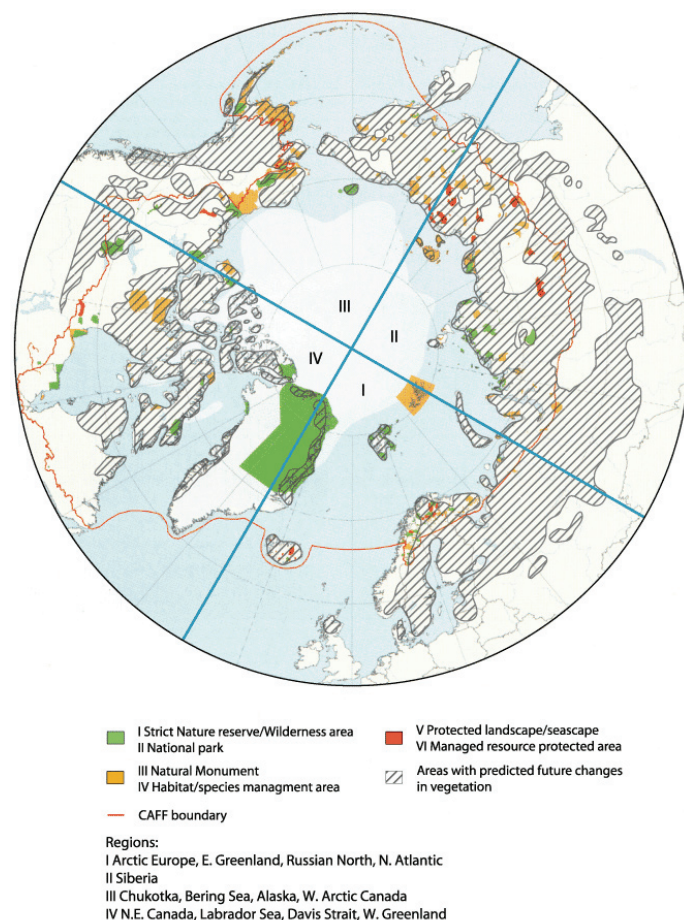 III
II
IV
I
I Strict Nature reserve/Wilderness area
II National park
III Natural Monument
IV Habitat/species managment area
CAFF boundary
V Protected landscape/seascape
VI Managed resource protected area
Areas with predicted future changes
in vegetation
Regions:
I Arctic Europe, E. Greenland, Russian North, N. Atlantic
II Siberia
III Chukotka, Bering Sea, Alaska, W. Arctic Canada
IV N.E. Canada, Labrador Sea, Davis Strait, W. Greenland